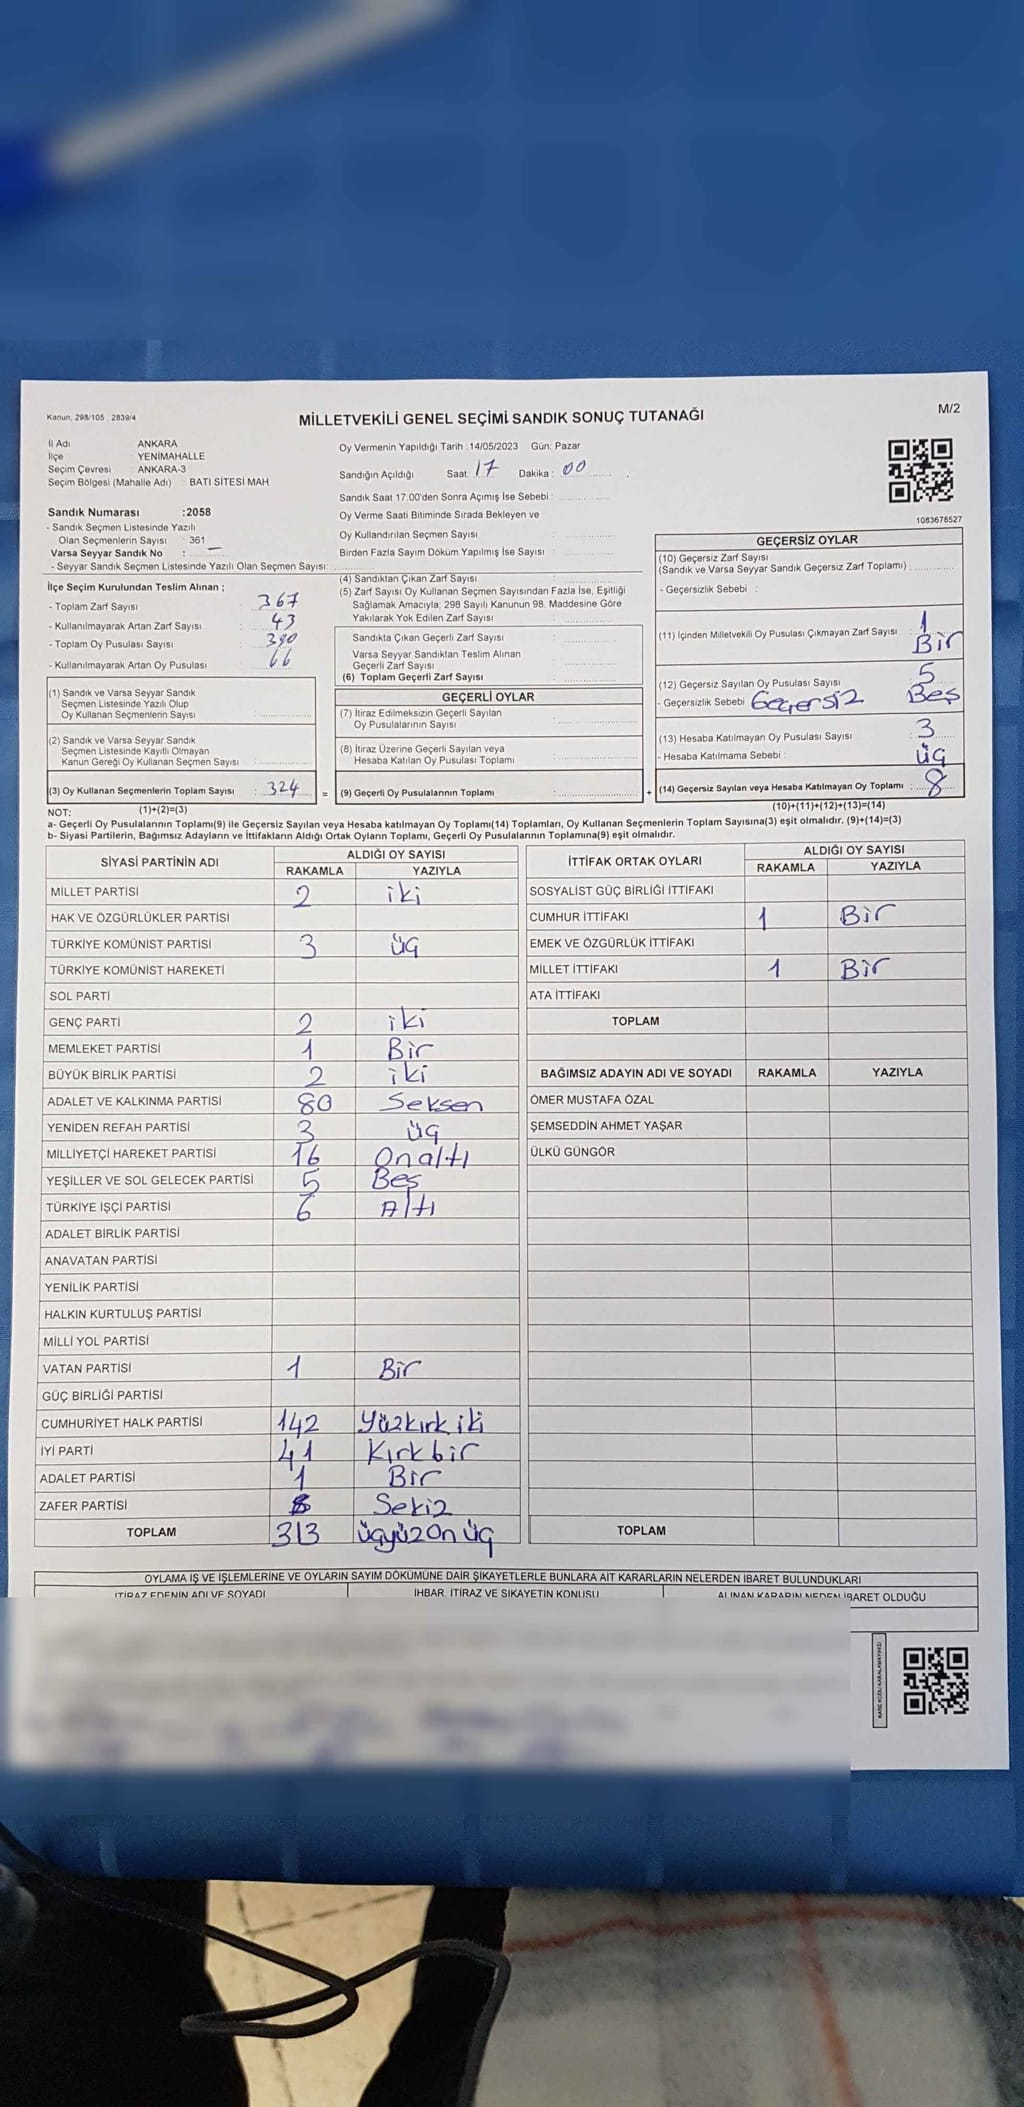 Kanun; 298/105 , 2839/4
MİLLETVEKİLİ GENEL SEÇİMİ SANDIK SONUÇ TUTANAĞI
M/2
İl Adı ANKARA
İlçe YENİMAHALLE
Seçim Çevresi : ANKARA-3
Seçim Bölgesi (Mahalle Adı) : BATI SİTESİ MAH.
Sandık Numarası :2058
- Sandık Seçmen Listesinde Yazılı
Olan Seçmenlerin Sayısı : 361
Varsa Seyyar Sandık No : —
- Seyyar Sandık Seçmen Listesinde Yazılı Olan Seçmen Sayısı:
Oy Vermenin Yapıldığı Tarih :14/05/2023 Gün: Pazar
Sandığın Açıldığı Saat: 17 Dakika : 00
Sandık Saat 17.00'den Sonra Açımış İse Sebebi :
Oy Verme Saati Bitiminde Sırada Bekleyen ve
Oy Kullandırılan Seçmen Sayısı :
Birden Fazla Sayım Döküm Yapılmış İse Sayısı :
1083678527
İlçe Seçim Kurulundan Teslim Alınan ;
- Toplam Zarf Sayısı : 367
- Kullanılmayarak Artan Zarf Sayısı : 43
- Toplam Oy Pusulası Sayısı : 390
- Kullanılmayarak Artan Oy Pusulası : 66
(1) Sandık ve Varsa Seyyar Sandık
Seçmen Listesinde Yazılı Olup
Oy Kullanan Seçmenlerin Sayısı :
(2) Sandık ve Varsa Seyyar Sandık
Seçmen Listesinde Kayıtlı Olmayan
Kanun Gereği Oy Kullanan Seçmen Sayısı :
(3) Oy Kullanan Seçmenlerin Toplam Sayısı : 324
(1)+(2)=(3)
(4) Sandıktan Çıkan Zarf Sayısı :
(5) Zarf Sayısı Oy Kullanan Seçmen Sayısından Fazla İse, Eşitliği
Sağlamak Amacıyla; 298 Sayılı Kanunun 98. Maddesine Göre
Yakılarak Yok Edilen Zarf Sayısı :
Sandıkta Çıkan Geçerli Zarf Sayısı :
Varsa Seyyar Sandıktan Teslim Alınan
Geçerli Zarf Sayısı :
(6) Toplam Geçerli Zarf Sayısı :
GEÇERLİ OYLAR
(7) İtiraz Edilmeksizin Geçerli Sayılan
Oy Pusulalarının Sayısı :
(8) İtiraz Üzerine Geçerli Sayılan veya
Hesaba Katılan Oy Pusulası Toplamı :
= (9) Geçerli Oy Pusulalarının Toplamı :
GEÇERSİZ OYLAR
(10) Geçersiz Zarf Sayısı
(Sandık ve Varsa Seyyar Sandık Geçersiz Zarf Toplamı) :
- Geçersizlik Sebebi :
(11) İçinden Milletvekili Oy Pusulası Çıkmayan Zarf Sayısı : 1
Bir
(12) Geçersiz Sayılan Oy Pusulası Sayısı : 5
- Geçersizlik Sebebi : Geçersiz Beş
(13) Hesaba Katılmayan Oy Pusulası Sayısı : 3
- Hesaba Katılmama Sebebi : üç
+ (14) Geçersiz Sayılan veya Hesaba Katılmayan Oy Toplamı : 8
(10)+(11)+(12)+(13)=(14)
NOT:
a- Geçerli Oy Pusulalarının Toplamı(9) ile Geçersiz Sayılan veya Hesaba katılmayan Oy Toplamı(14) Toplamları, Oy Kullanan Seçmenlerin Toplam Sayısına(3) eşit olmalıdır. (9)+(14)=(3)
b- Siyasi Partilerin, Bağımsız Adayların ve İttifakların Aldığı Ortak Oyların Toplamı, Geçerli Oy Pusulalarının Toplamına(9) eşit olmalıdır.
SİYASİ PARTİNİN ADI ALDIĞI OY SAYISI
RAKAMLA YAZIYLA
MİLLET PARTİSİ 2 iki
HAK VE ÖZGÜRLÜKLER PARTİSİ
TÜRKİYE KOMÜNİST PARTİSİ 3 üç
TÜRKİYE KOMÜNİST HAREKETİ
SOL PARTİ
GENÇ PARTİ 2 iki
MEMLEKET PARTİSİ 1 Bir
BÜYÜK BİRLİK PARTİSİ 2 iki
ADALET VE KALKINMA PARTİSİ 80 Seksen
YENİDEN REFAH PARTİSİ 3 üç
MİLLİYETÇİ HAREKET PARTİSİ 16 Onaltı
YEŞİLLER VE SOL GELECEK PARTİSİ 5 Beş
TÜRKİYE İŞÇİ PARTİSİ 6 Altı
ADALET BİRLİK PARTİSİ
ANAVATAN PARTİSİ
YENİLİK PARTİSİ
HALKIN KURTULUŞ PARTİSİ
MİLLİ YOL PARTİSİ
VATAN PARTİSİ 1 Bir
GÜÇ BİRLİĞİ PARTİSİ
CUMHURİYET HALK PARTİSİ 142 Yüzkırk iki
İYİ PARTİ 41 Kırk bir
ADALET PARTİSİ 1 Bir
ZAFER PARTİSİ 8 Sekiz
TOPLAM 313 üçyüz on üç
İTTİFAK ORTAK OYLARI ALDIĞI OY SAYISI
RAKAMLA YAZIYLA
SOSYALİST GÜÇ BİRLİĞİ İTTİFAKI
CUMHUR İTTİFAKI 1 Bir
EMEK VE ÖZGÜRLÜK İTTİFAKI
MİLLET İTTİFAKI 1 Bir
ATA İTTİFAKI
TOPLAM
BAĞIMSIZ ADAYIN ADI VE SOYADI RAKAMLA YAZIYLA
ÖMER MUSTAFA ÖZAL
ŞEMSEDDİN AHMET YAŞAR
ÜLKÜ GÜNGÖR
TOPLAM
OYLAMA İŞ VE İŞLEMLERİNE VE OYLARIN SAYIM DÖKÜMÜNE DAİR ŞİKAYETLERLE BUNLARA AİT KARARLARIN NELERDEN İBARET BULUNDUKLARI
İTİRAZ EDENİN ADI VE SOYADI İHBAR, İTİRAZ VE ŞİKAYETİN KONUSU ALINAN KARARIN NEDEN İBARET OLDUĞU